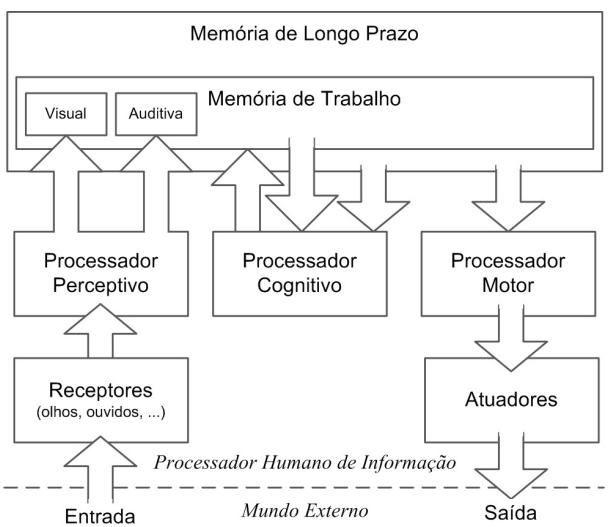 Memória de Longo Prazo
Memória de Trabalho
Visual
Auditiva
Processador
Perceptivo
Processador
Cognitivo
Processador
Motor
Receptores
(olhos, ouvidos, ...)
Atuadores
Processador Humano de Informação
Mundo Externo
Entrada
Saída